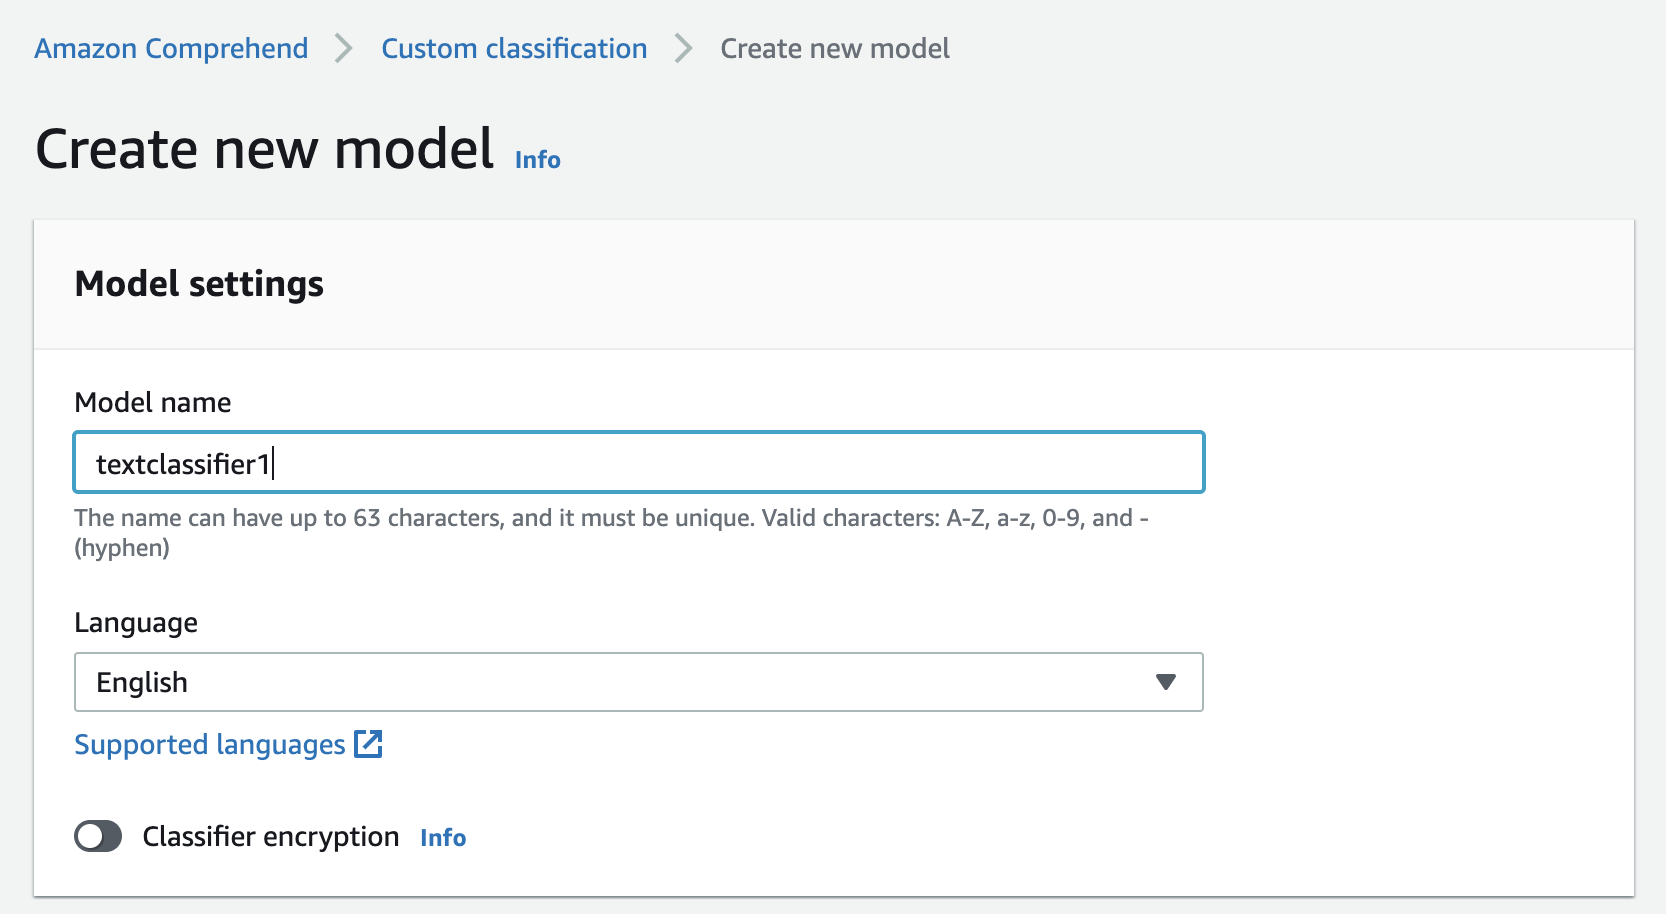 Amazon Comprehend > Custom classification > Create new model
Create new model Info
Model settings
Model name
textclassifier1
The name can have up to 63 characters, and it must be unique. Valid characters: A-Z, a-z, 0-9, and -
(hyphen)
Language
English
Supported languages
Classifier encryption Info